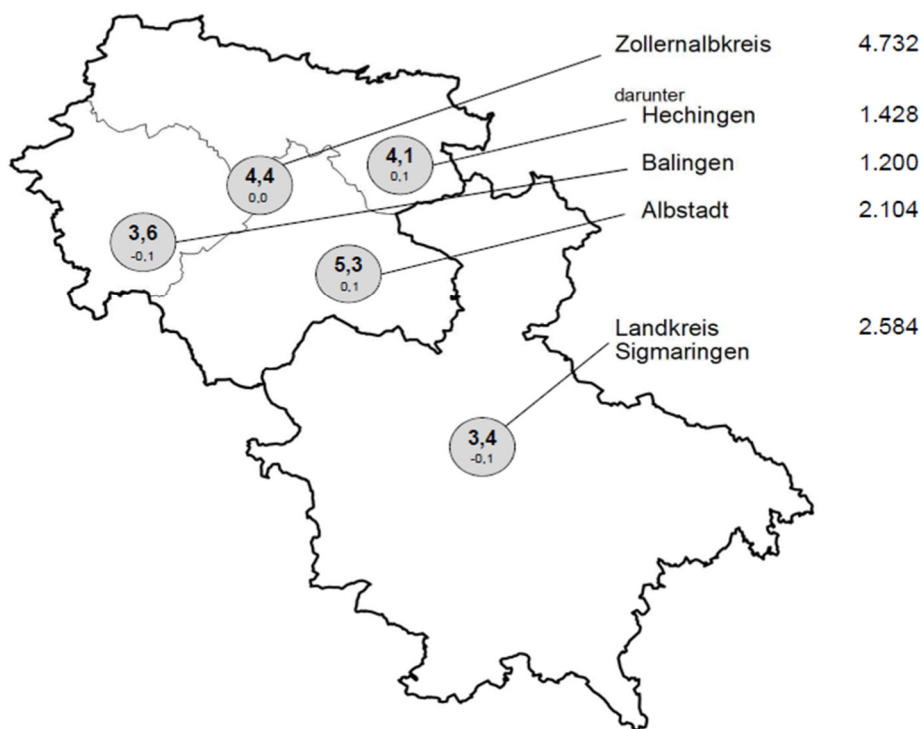 Zollernalbkreis 4.732
darunter
Hechingen 1.428
Balingen 1.200
Albstadt 2.104
Landkreis
Sigmaringen 2.584
4,1
0,1
4,4
0,0
3,6
-0,1
5,3
0,1
3,4
-0,1